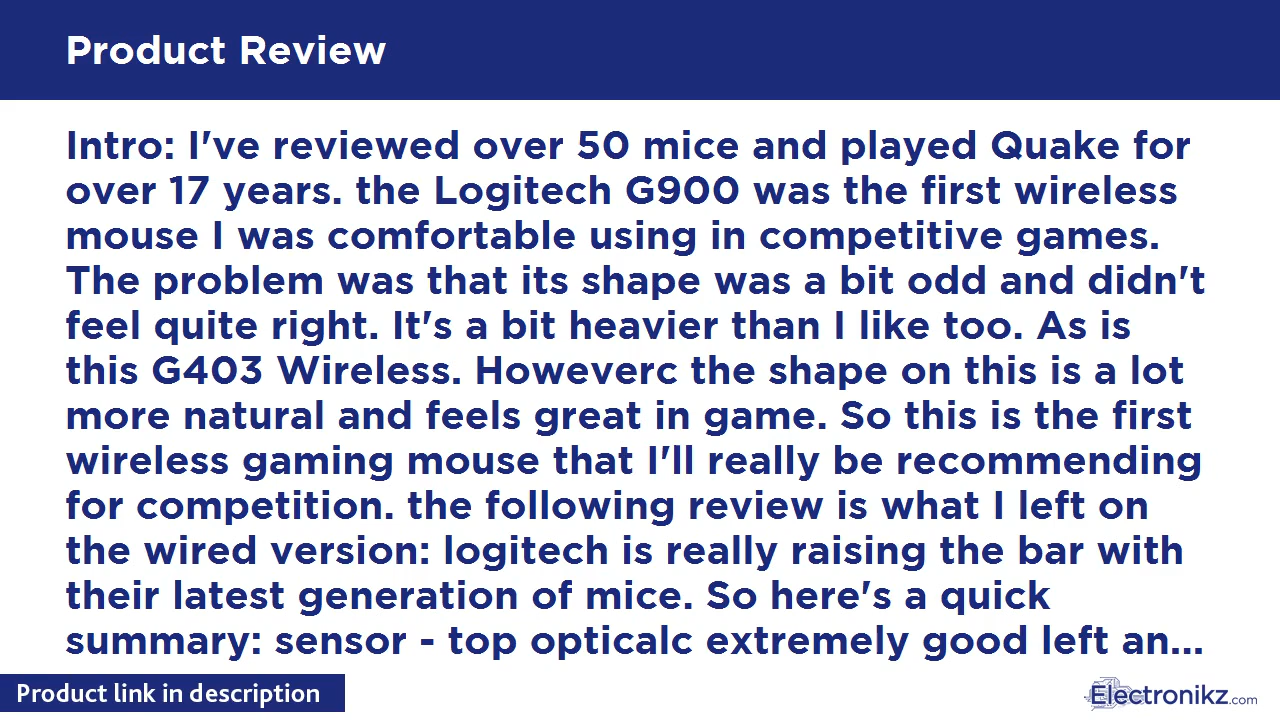 Product Review
Intro: I've reviewed over 50 mice and played Quake for
over 17 years. the Logitech G900 was the first wireless
mouse I was comfortable using in competitive games.
The problem was that its shape was a bit odd and didn't
feel quite right. It's a bit heavier than I like too. As is
this G403 Wireless. Howeverc the shape on this is a lot
more natural and feels great in game. So this is the first
wireless gaming mouse that I'll really be recommending
for competition. the following review is what I left on
the wired version: logitech is really raising the bar with
their latest generation of mice. So here's a quick
summary: sensor - top opticalc extremely good left an...
Product link in description
Electronikz.com